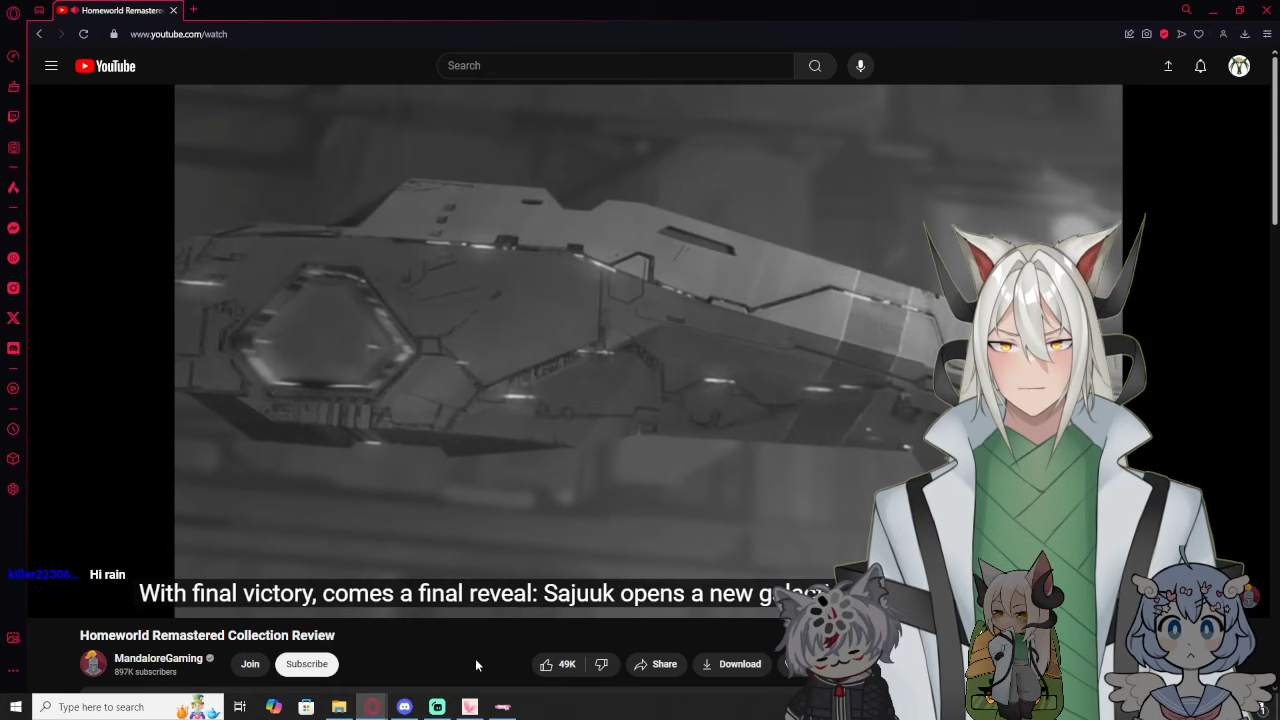 Homeworld Remastere
www.youtube.com/watch
YouTube
Search
Hi rain
With final victory, comes a final reveal: Sajuuk opens a new
Homeworld Remastered Collection Review
MandaloreGaming
897K subscribers
Join
Subscribe
49K
Share
Download
Type here to search